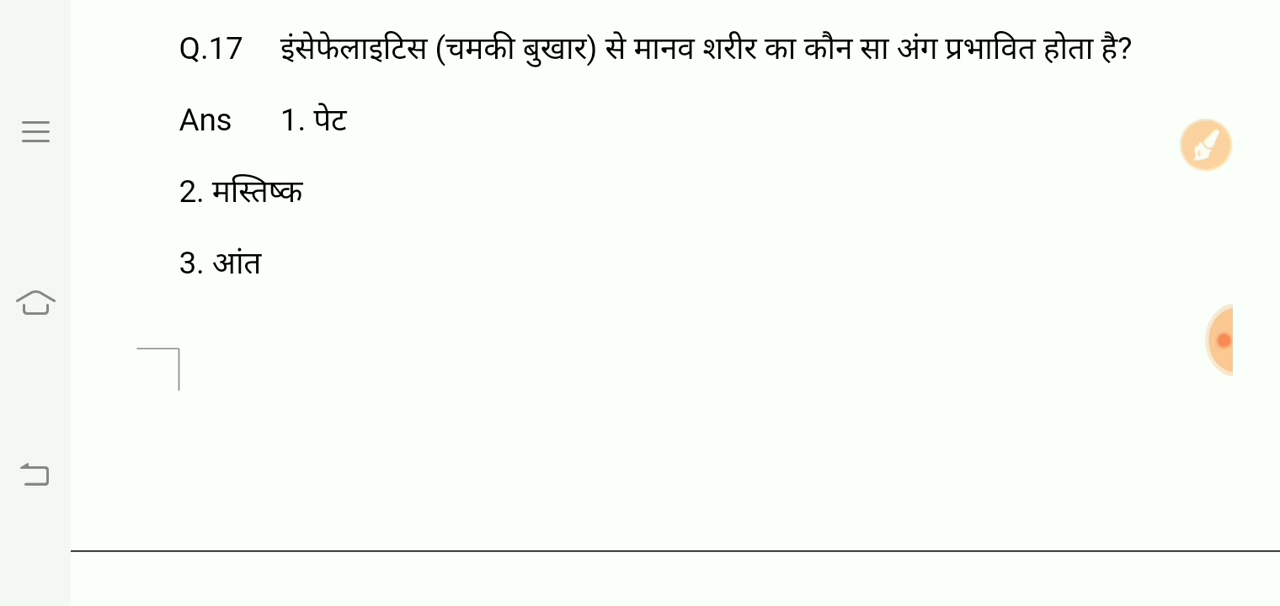 Q.17 इंसेफेलाइटिस (चमकी बुखार) से मानव शरीर का कौन सा अंग प्रभावित होता है?
Ans 1. पेट
2. मस्तिष्क
3. आंत